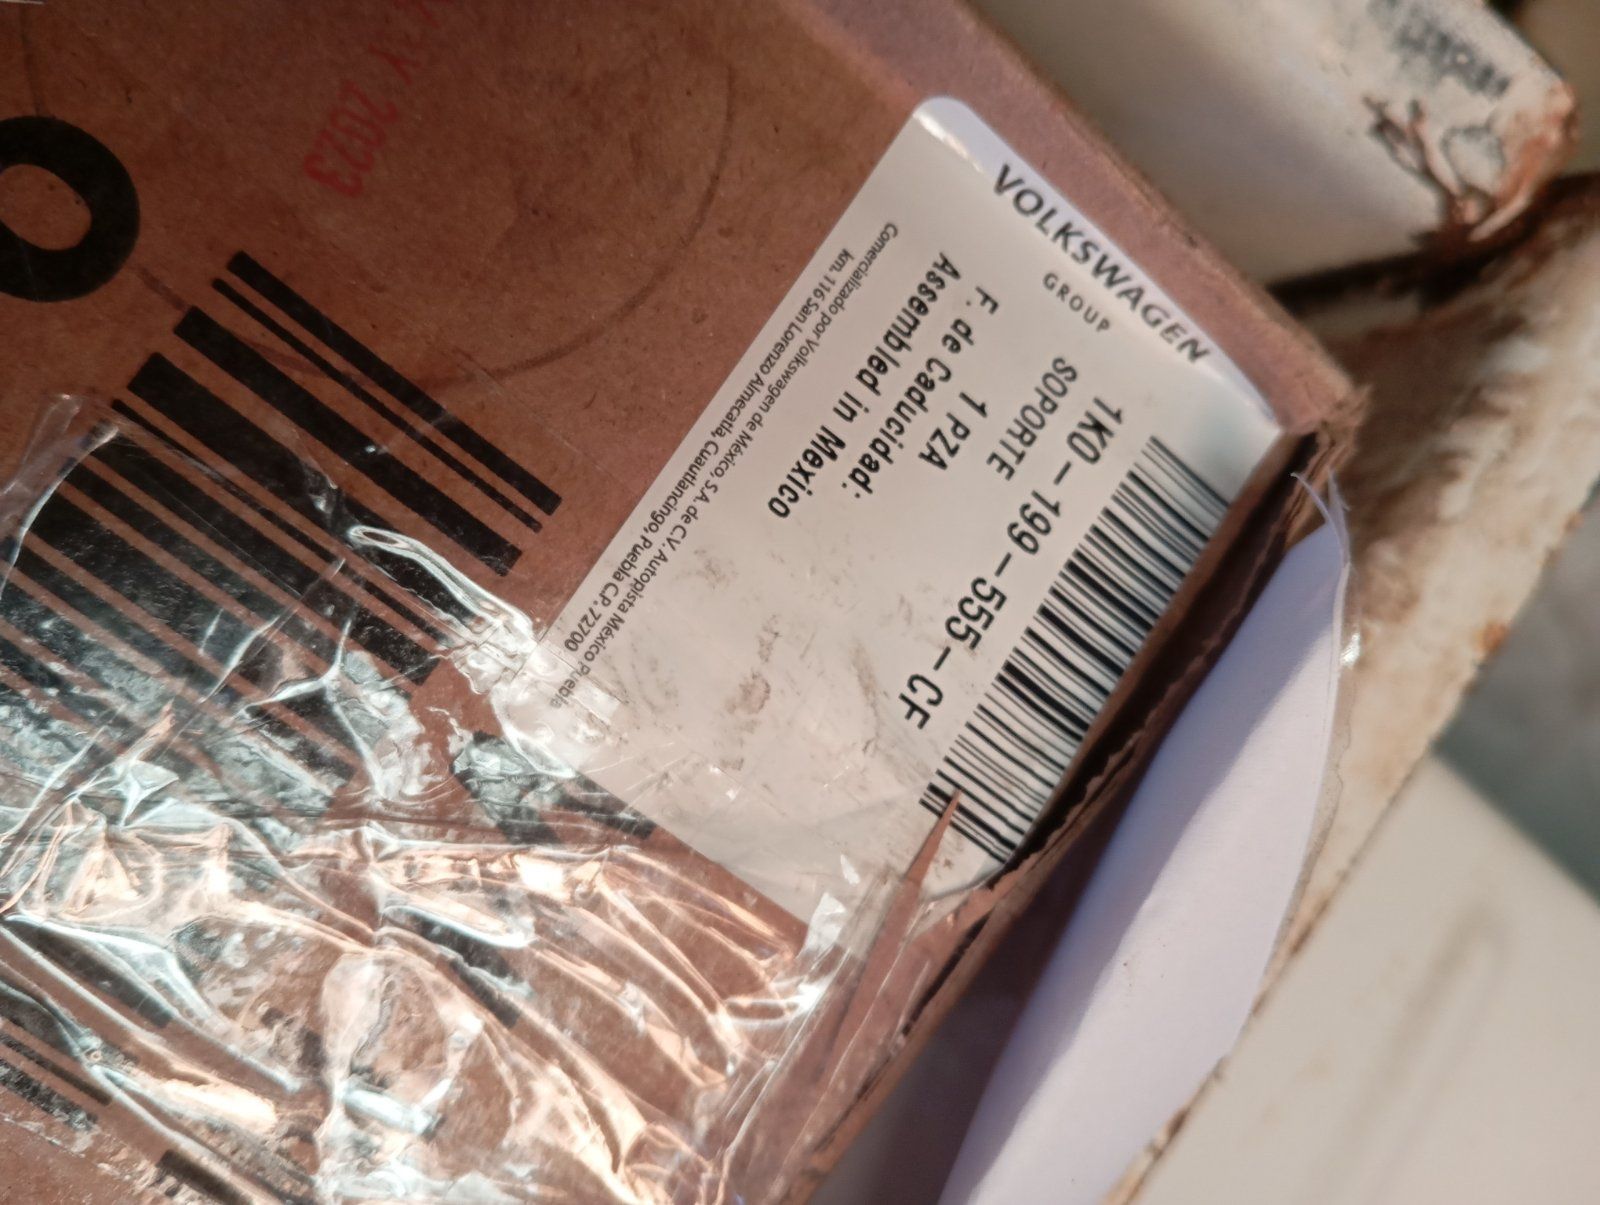 VOLKSWAGEN
GROUP
1K0-199-555-CF
SOPORTE
1 PZA
F. de Caducidad:
Assembled in Mexico
Comercializado por Volkswagen de México, S.A. de C.V. Autopista México Puebla
km. 116 San Lorenzo Almecatla, Cuautlancingo, Puebla C.P. 72700
Y 2023